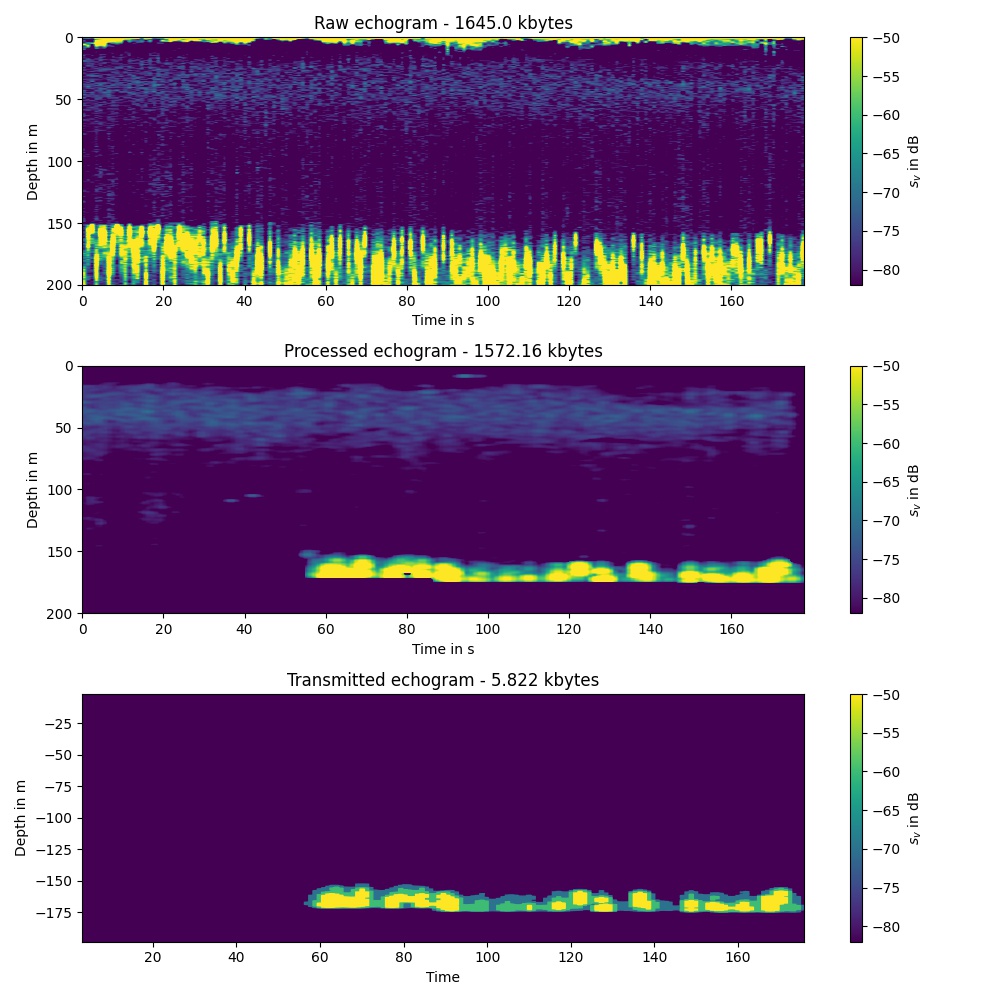 Raw echogram - 1645.0 kbytes
0
50
100
150
200
Depth in m
0 20 40 60 80 100 120 140 160
Time in s
−50
−55
−60
−65
−70
−75
−80
sv in dB
Processed echogram - 1572.16 kbytes
0
50
100
150
200
Depth in m
0 20 40 60 80 100 120 140 160
Time in s
−50
−55
−60
−65
−70
−75
−80
sv in dB
Transmitted echogram - 5.822 kbytes
−25
−50
−75
−100
−125
−150
−175
Depth in m
20 40 60 80 100 120 140 160
Time
−50
−55
−60
−65
−70
−75
−80
sv in dB